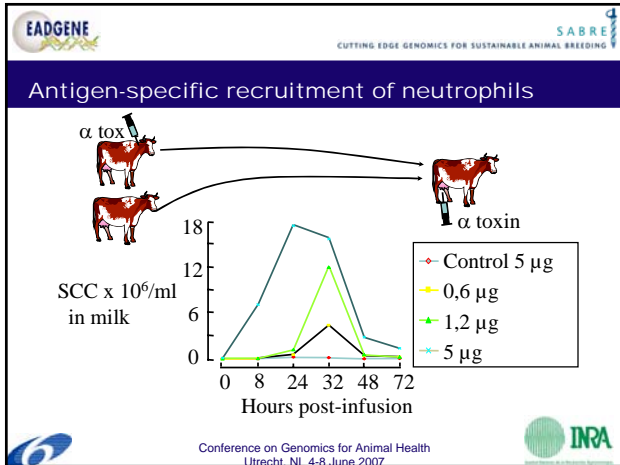 EADGENE
SABRE
CUTTING EDGE GENOMICS FOR SUSTAINABLE ANIMAL BREEDING
Antigen-specific recruitment of neutrophils
α tox
α toxin
SCC x 10⁶/ml
in milk
18
12
6
0
0 8 24 32 48 72
Hours post-infusion
Control 5 µg
0,6 µg
1,2 µg
5 µg
Conference on Genomics for Animal Health
Utrecht, NL 4-8 June 2007
6
INRA